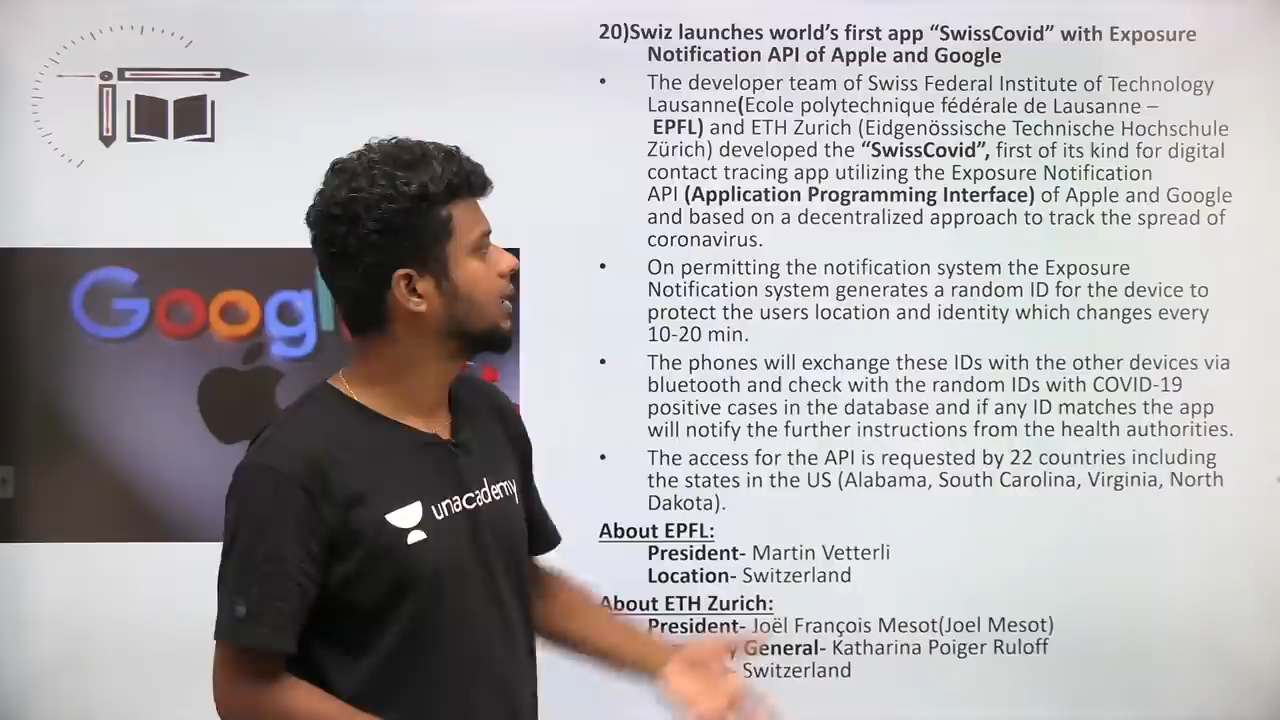 20)Swiz launches world's first app “SwissCovid” with Exposure
Notification API of Apple and Google
• The developer team of Swiss Federal Institute of Technology
Lausanne(Ecole polytechnique fédérale de Lausanne –
EPFL) and ETH Zurich (Eidgenössische Technische Hochschule
Zürich) developed the “SwissCovid”, first of its kind for digital
contact tracing app utilizing the Exposure Notification
API (Application Programming Interface) of Apple and Google
and based on a decentralized approach to track the spread of
coronavirus.
• On permitting the notification system the Exposure
Notification system generates a random ID for the device to
protect the users location and identity which changes every
10-20 min.
• The phones will exchange these IDs with the other devices via
bluetooth and check with the random IDs with COVID-19
positive cases in the database and if any ID matches the app
will notify the further instructions from the health authorities.
• The access for the API is requested by 22 countries including
the states in the US (Alabama, South Carolina, Virginia, North
Dakota).
About EPFL:
President- Martin Vetterli
Location- Switzerland
About ETH Zurich:
President- Joël François Mesot(Joel Mesot)
General- Katharina Poiger Ruloff
Switzerland
Googl
unacademy